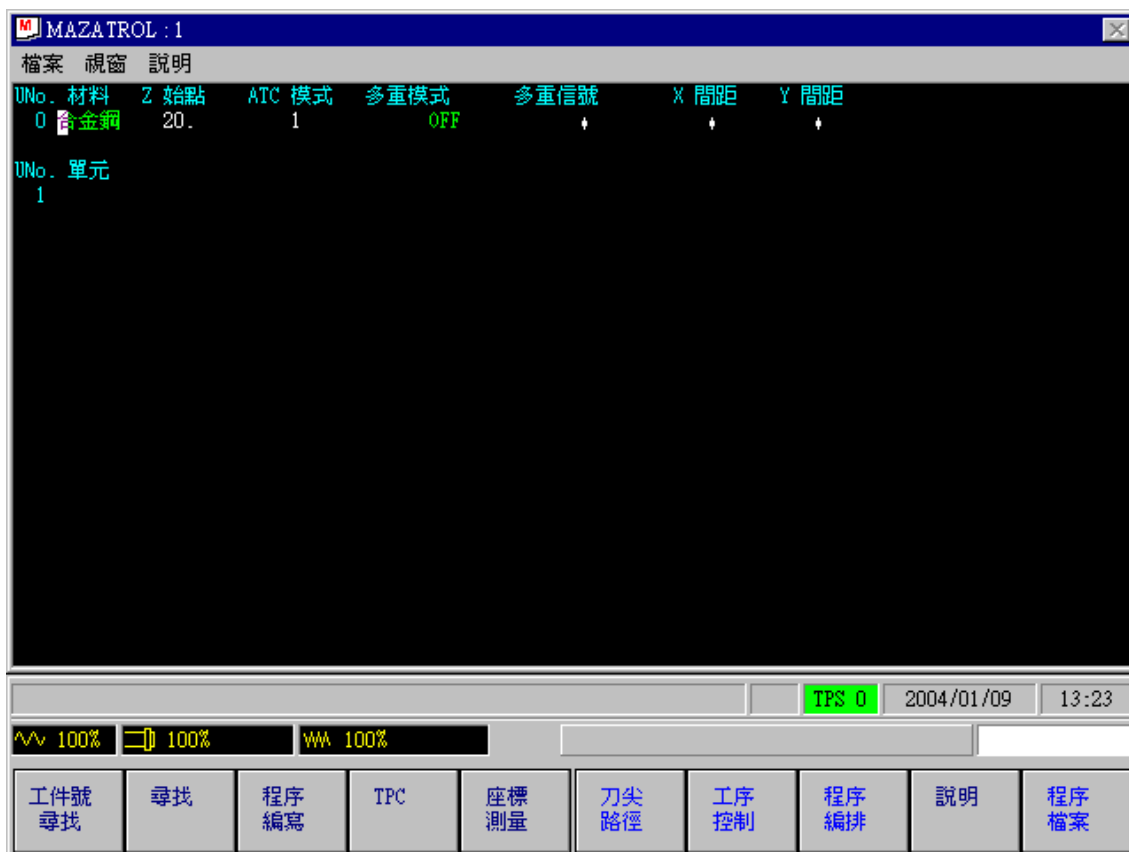 MAZATROL : 1
檔案 視窗 說明
UNo. 材料 Z 始點 ATC 模式 多重模式 多重信號 X 間距 Y 間距
0 合金鋼 20. 1 OFF ♦ ♦ ♦
UNo. 單元
1
TPS 0 2004/01/09 13:23
100% 100% 100%
工件號 尋找 程序 TPC 座標 刀尖 工序 程序 說明 程序
尋找 編寫 測量 路徑 控制 編排 檔案